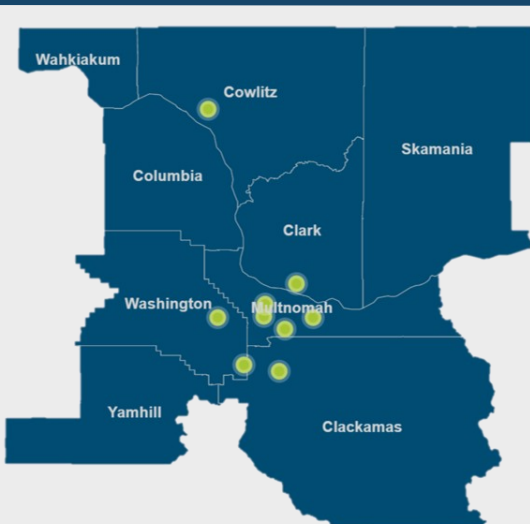 Wahkiakum
Cowlitz
Skamania
Columbia
Clark
Washington
Multnomah
Yamhill
Clackamas